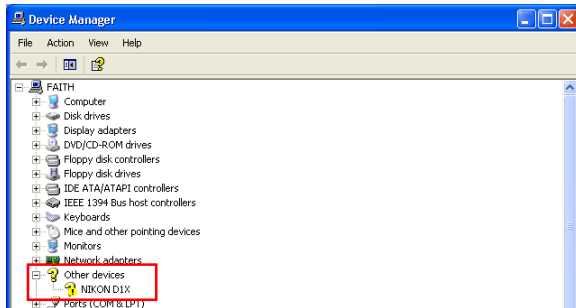 Device Manager
File Action View Help
FAITH
Computer
Disk drives
Display adapters
DVD/CD-ROM drives
Floppy disk controllers
Floppy disk drives
IDE ATA/ATAPI controllers
IEEE 1394 Bus host controllers
Keyboards
Mice and other pointing devices
Monitors
Network adapters
Other devices
NIKON D1X
Ports (COM & LPT)